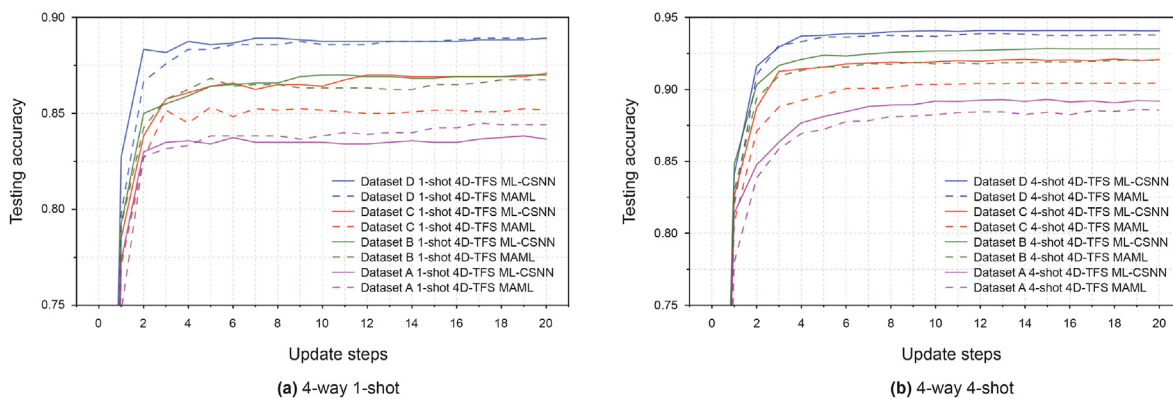 0.90
0.85
0.80
0.75
Testing accuracy
Dataset D 1-shot 4D-TFS ML-CSNN
Dataset D 1-shot 4D-TFS MAML
Dataset C 1-shot 4D-TFS ML-CSNN
Dataset C 1-shot 4D-TFS MAML
Dataset B 1-shot 4D-TFS ML-CSNN
Dataset B 1-shot 4D-TFS MAML
Dataset A 1-shot 4D-TFS ML-CSNN
Dataset A 1-shot 4D-TFS MAML
0 2 4 6 8 10 12 14 16 18 20
Update steps
(a) 4-way 1-shot
0.95
0.90
0.85
0.80
0.75
Testing accuracy
Dataset D 4-shot 4D-TFS ML-CSNN
Dataset D 4-shot 4D-TFS MAML
Dataset C 4-shot 4D-TFS ML-CSNN
Dataset C 4-shot 4D-TFS MAML
Dataset B 4-shot 4D-TFS ML-CSNN
Dataset B 4-shot 4D-TFS MAML
Dataset A 4-shot 4D-TFS ML-CSNN
Dataset A 4-shot 4D-TFS MAML
0 2 4 6 8 10 12 14 16 18 20
Update steps
(b) 4-way 4-shot